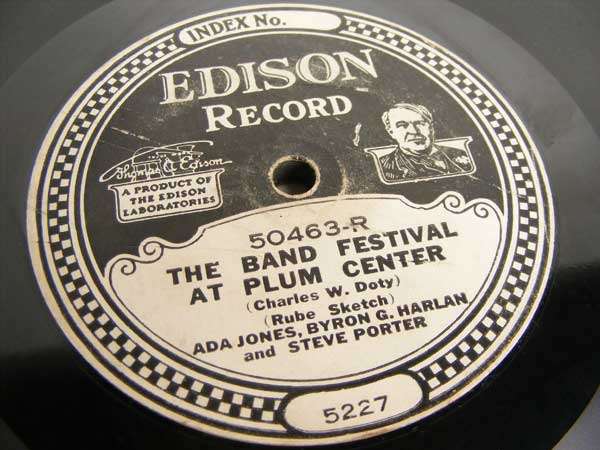 INDEX No.
EDISON
RECORD
Thomas A Edison
A PRODUCT OF
THE EDISON
LABORATORIES
50463-R
THE BAND FESTIVAL
AT PLUM CENTER
(Charles W. Doty)
(Rube Sketch)
ADA JONES, BYRON G. HARLAN,
and STEVE PORTER
5227